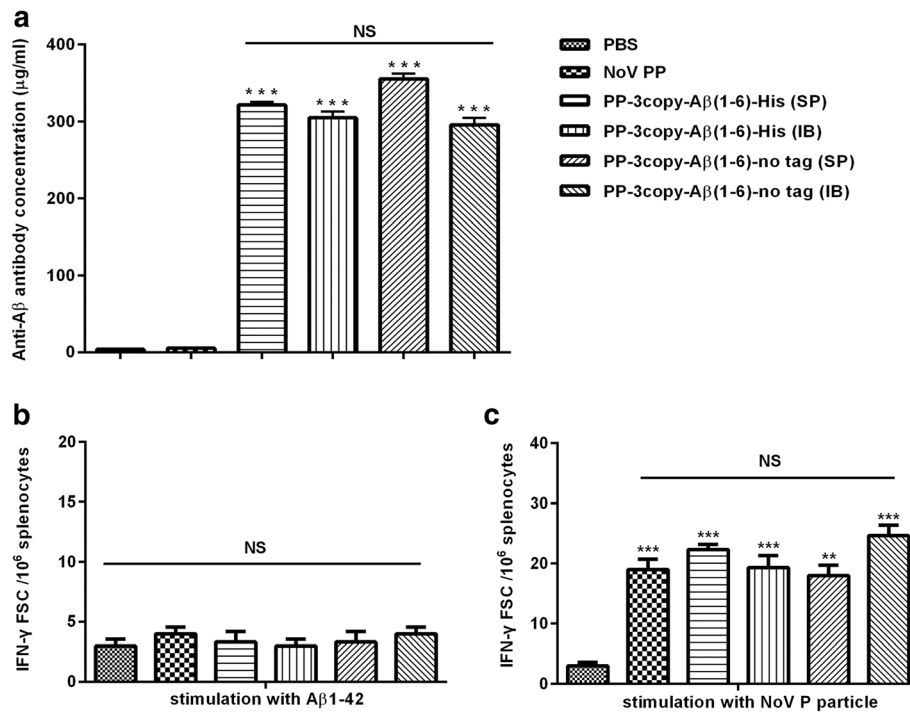 a
NS
Anti-Aβ antibody concentration (μg/ml)
400
300
200
100
0
***
***
***
***
PBS
NoV PP
PP-3copy-Aβ(1-6)-His (SP)
PP-3copy-Aβ(1-6)-His (IB)
PP-3copy-Aβ(1-6)-no tag (SP)
PP-3copy-Aβ(1-6)-no tag (IB)
b
IFN-γ FSC /10⁶ splenocytes
20
15
10
5
0
NS
stimulation with Aβ1-42
c
IFN-γ FSC /10⁶ splenocytes
40
30
20
10
0
NS
***
***
***
**
***
stimulation with NoV P particle